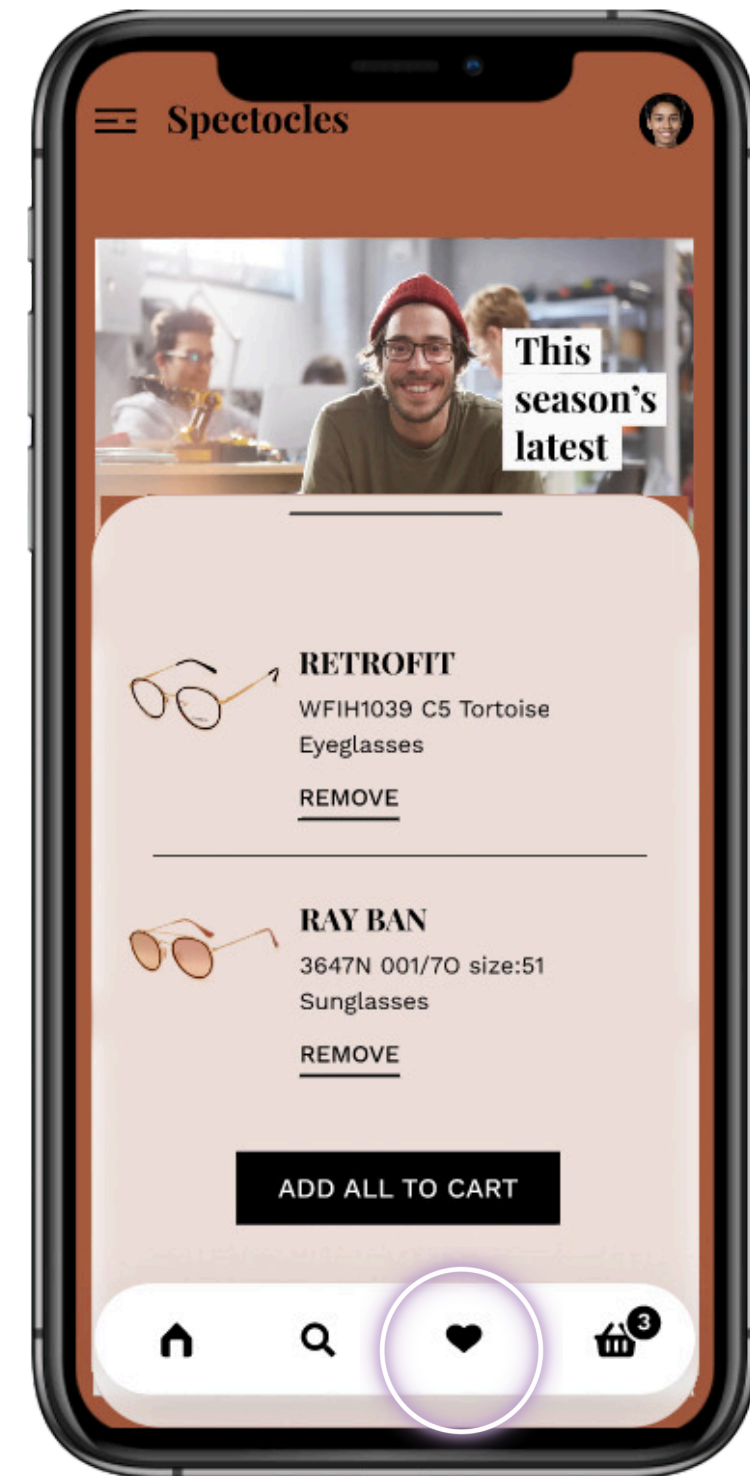 Spectocles
This
season's
latest
RETROFIT
WFIH1039 C5 Tortoise
Eyeglasses
REMOVE
RAY BAN
3647N 001/7O size:51
Sunglasses
REMOVE
ADD ALL TO CART
3